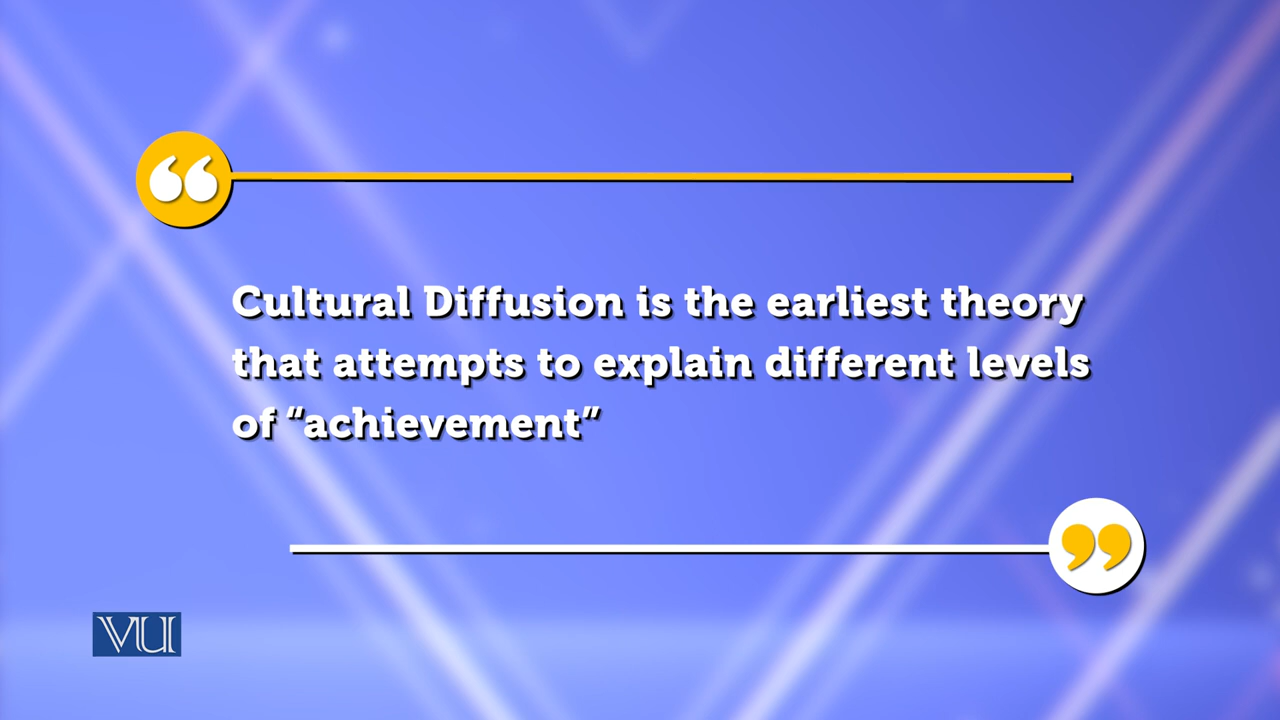 Cultural Diffusion is the earliest theory
that attempts to explain different levels
of “achievement”
VU